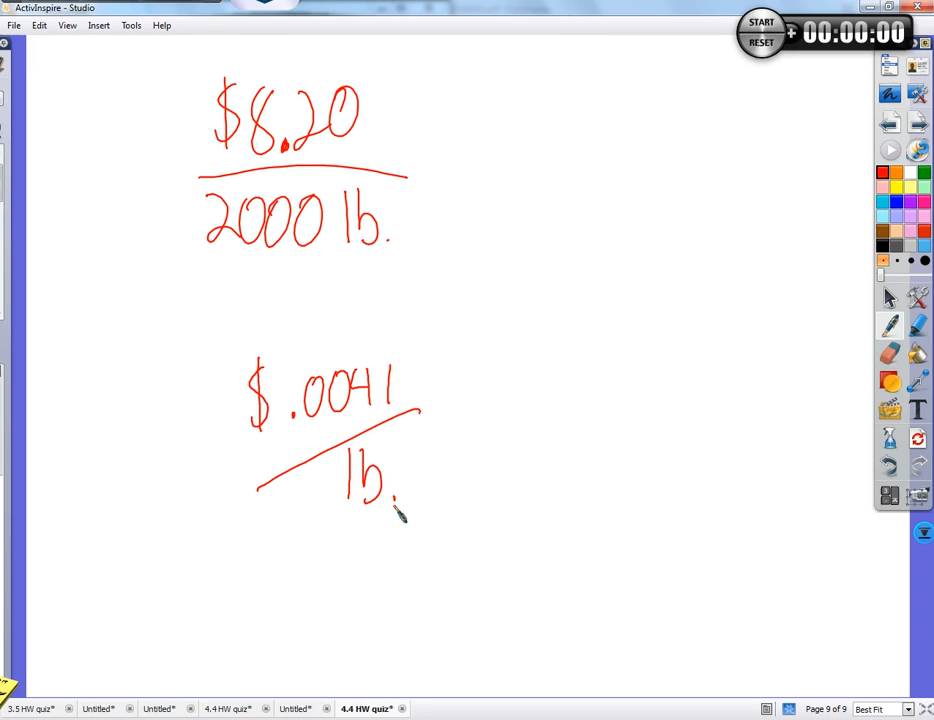 ActivInspire - Studio
START
RESET
00:00:00
File Edit View Insert Tools Help
$8.20
2000 lb.
$.0041
lb.
3.5 HW quiz* Untitled* Untitled* 4.4 HW quiz* Untitled* 4.4 HW quiz* Page 9 of 9 Best Fit